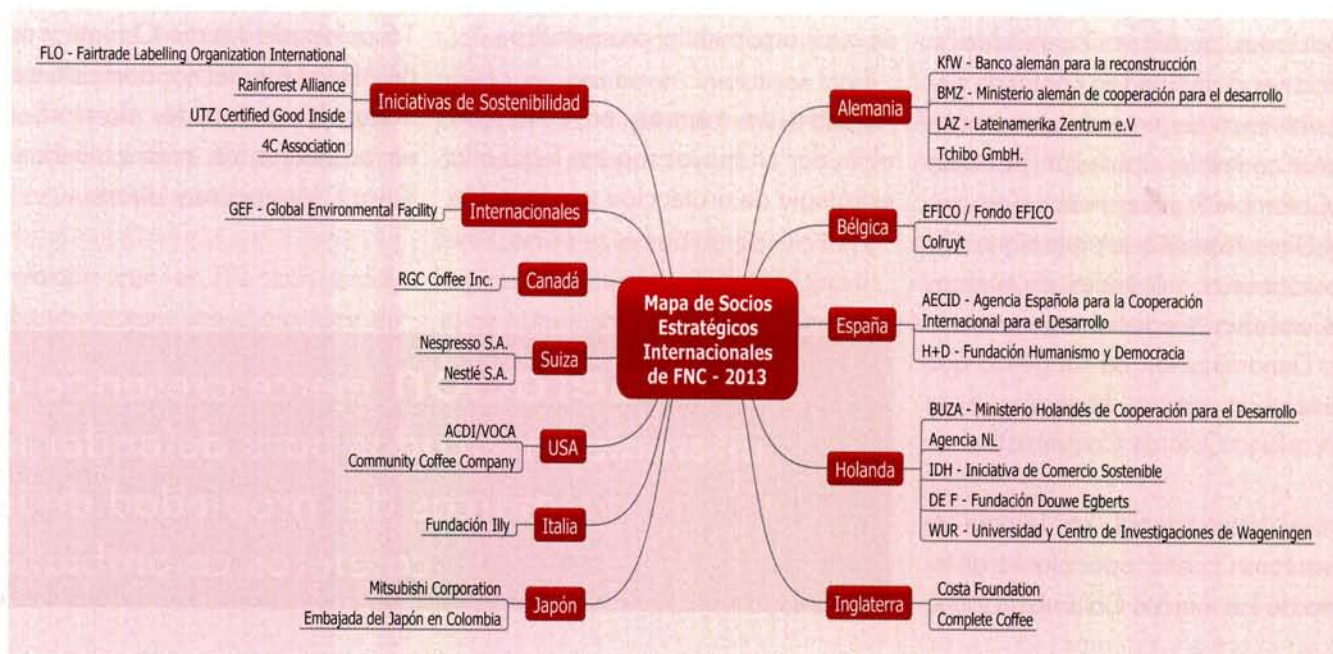 FLO - Fairtrade Labelling Organization International
Rainforest Alliance
UTZ Certified Good Inside
4C Association
Iniciativas de Sostenibilidad
GEF - Global Environmental Facility
Internacionales
RGC Coffee Inc.
Canadá
Nespresso S.A.
Nestlé S.A.
Suiza
ACDI/VOCA
Community Coffee Company
USA
Fundación Illy
Italia
Mitsubishi Corporation
Embajada del Japón en Colombia
Japón
Mapa de Socios
Estratégicos
Internacionales
de FNC - 2013
Alemania
KfW - Banco alemán para la reconstrucción
BMZ - Ministerio alemán de cooperación para el desarrollo
LAZ - Lateinamerika Zentrum e.V
Tchibo GmbH.
Bélgica
EFICO / Fondo EFICO
Colruyt
España
AECID - Agencia Española para la Cooperación
Internacional para el Desarrollo
H+D - Fundación Humanismo y Democracia
Holanda
BUZA - Ministerio Holandés de Cooperación para el Desarrollo
Agencia NL
IDH - Iniciativa de Comercio Sostenible
DE F - Fundación Douwe Egberts
WUR - Universidad y Centro de Investigaciones de Wageningen
Inglaterra
Costa Foundation
Complete Coffee